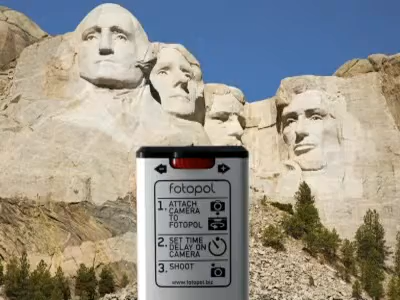 fotopol
1. ATTACH
CAMERA
TO
FOTOPOL
2. SET TIME
DELAY ON
CAMERA
3. SHOOT
www.fotopol.biz